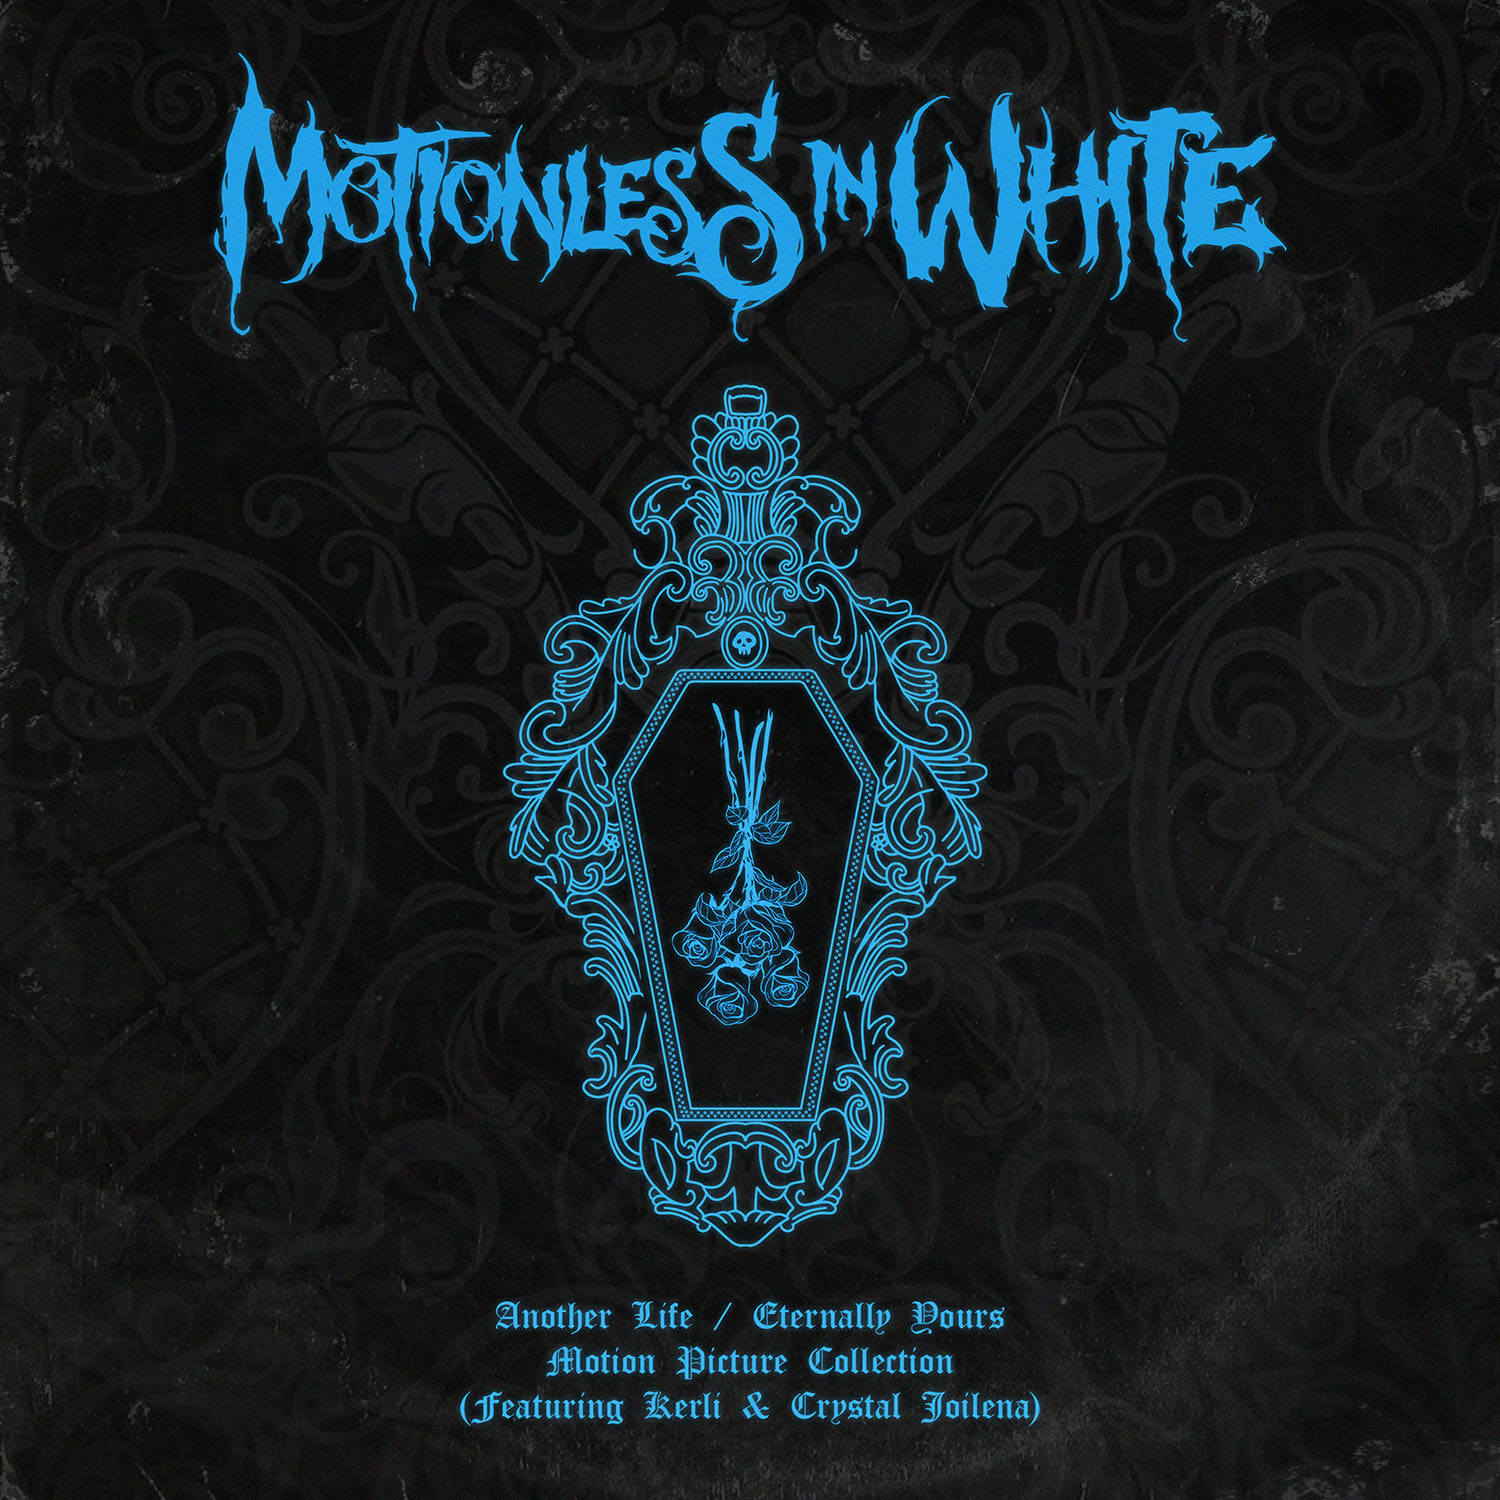 Motionless in White
Another Life / Eternally Yours
Motion Picture Collection
(Featuring Kerli & Crystal Joilena)